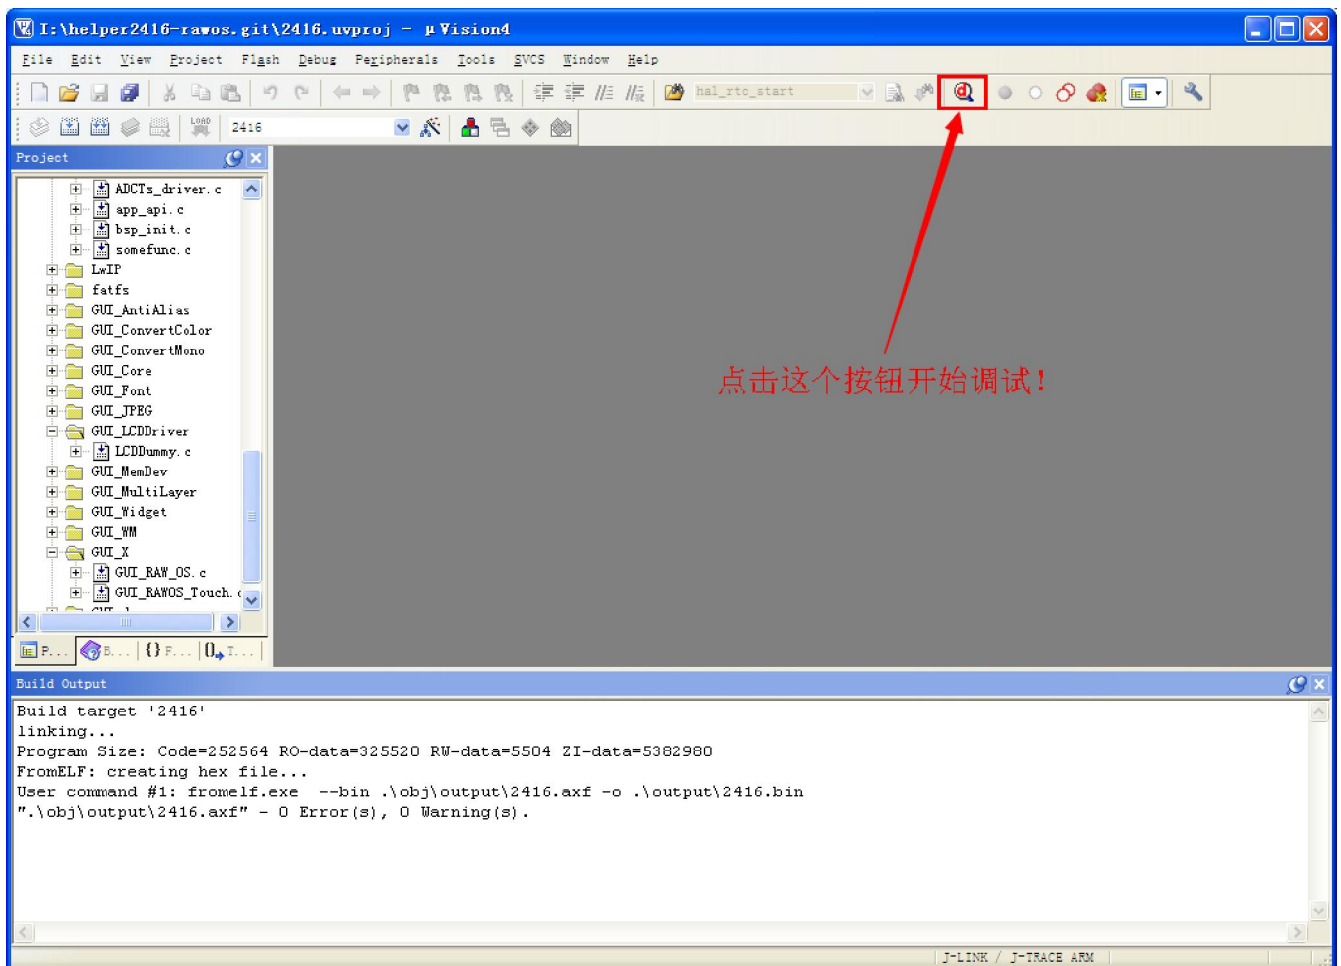 I:\helper2416-rawos.git\2416.uvproj - µVision4
File Edit View Project Flash Debug Peripherals Tools SVCS Window Help
hal_rtc_start
LOAD 2416
Project
ADCTs_driver.c
app_api.c
bsp_init.c
somefunc.c
LwIP
fatfs
GUI_AntiAlias
GUI_ConvertColor
GUI_ConvertMono
GUI_Core
GUI_Font
GUI_JPEG
GUI_LCDDriver
LCDDummy.c
GUI_MemDev
GUI_MultiLayer
GUI_Widget
GUI_WM
GUI_X
GUI_RAW_OS.c
GUI_RAWOS_Touch.c
点击这个按钮开始调试!
P... B... {} F... 0 T...
Build Output
Build target '2416'
linking...
Program Size: Code=252564 RO-data=325520 RW-data=5504 ZI-data=5382980
FromELF: creating hex file...
User command #1: fromelf.exe --bin .\obj\output\2416.axf -o .\output\2416.bin
".\obj\output\2416.axf" - 0 Error(s), 0 Warning(s).
J-LINK / J-TRACE ARM